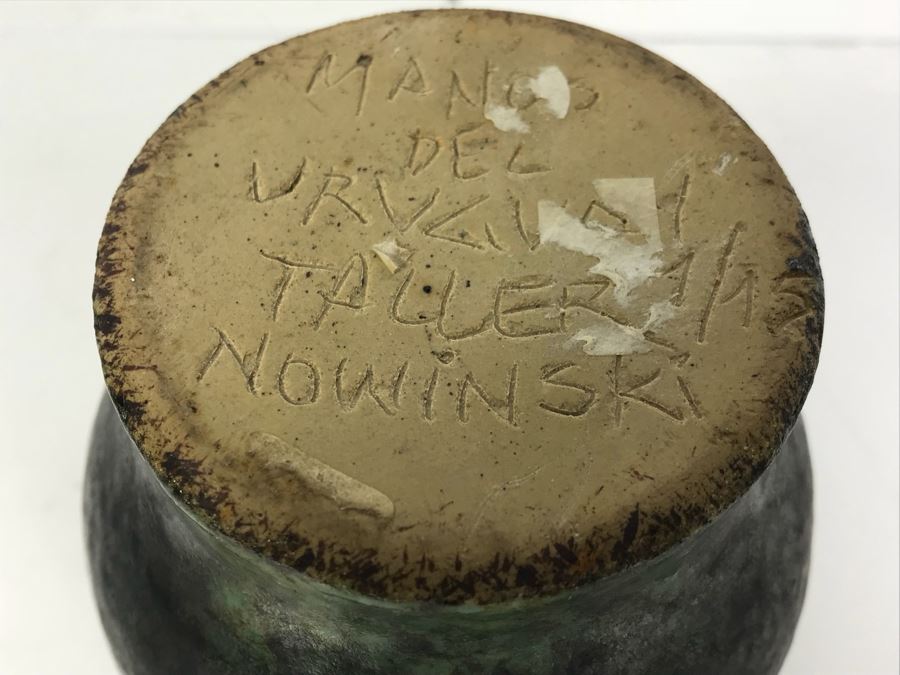 MANOS
DEL
URUGUAY
TALLER 1/15
NOWINSKI